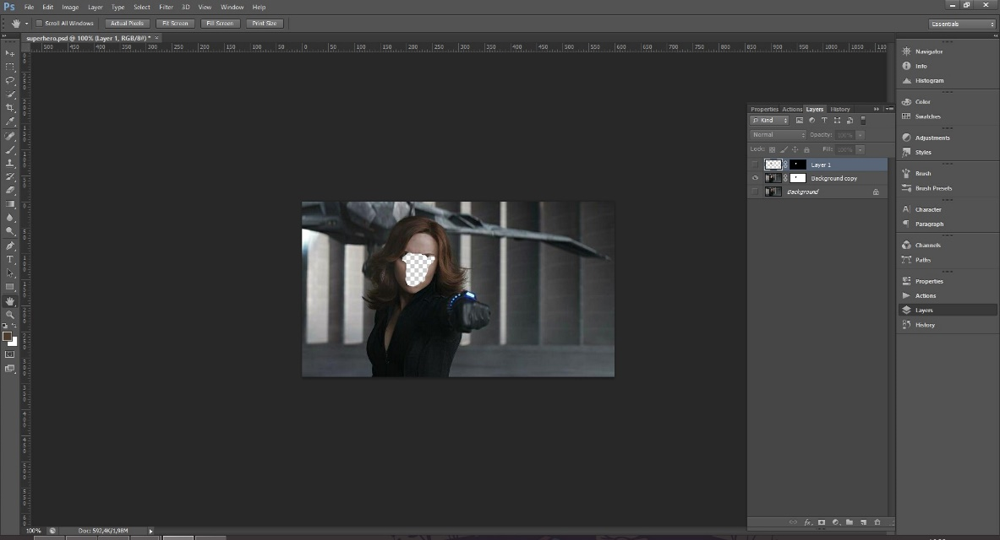 Ps File Edit Image Layer Type Select Filter 3D View Window Help
Scroll All Windows Actual Pixels Fit Screen Fill Screen Print Size Essentials
superhero.psd @ 100% (Layer 1, RGB/8#) * ×
500 450 400 350 300 250 200 150 100 50 0 50 100 150 200 250 300 350 400 450 500 550 600 650 700 750 800 850 900 950 1000 1050 110
Navigator
Info
Histogram
Color
Swatches
Adjustments
Styles
Brush
Brush Presets
Character
Paragraph
Channels
Paths
Properties
Actions
Layers
History
Properties Actions Layers History
Kind
Normal Opacity: 100%
Lock: Fill: 100%
Layer 1
Background copy
Background
fx
100% Doc: 592,4K/1,98M